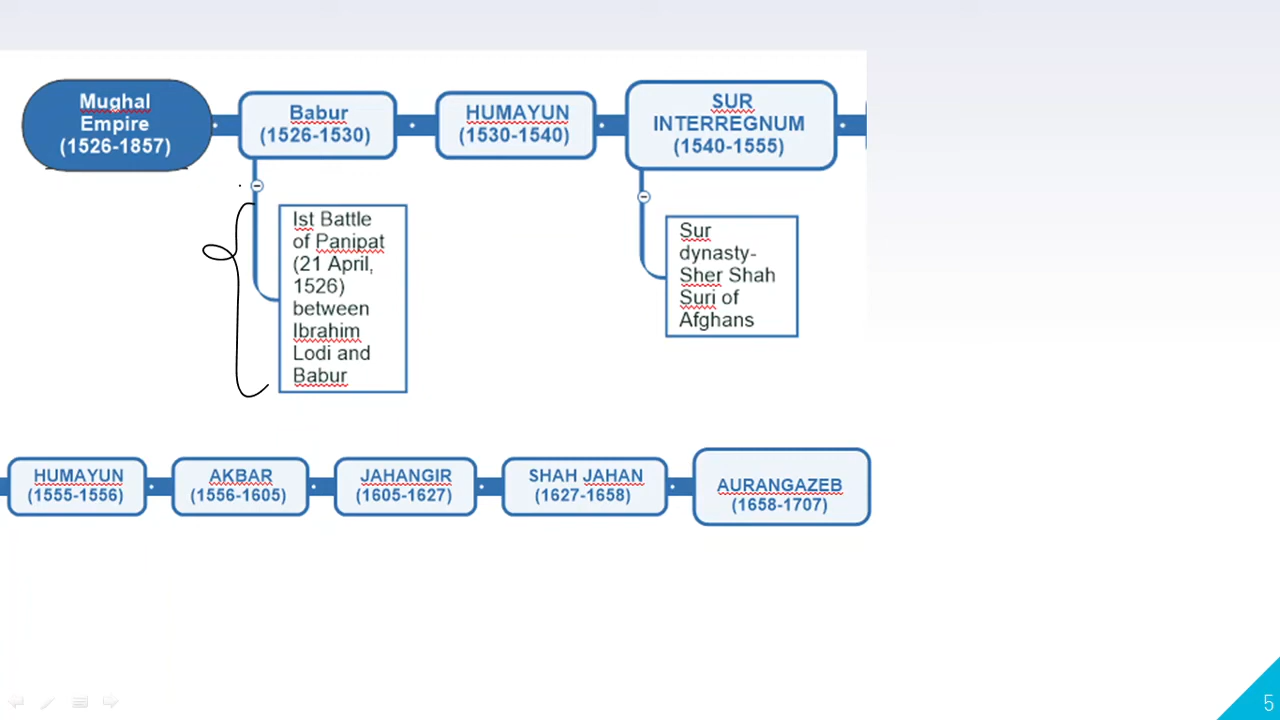 Mughal
Empire
(1526-1857)
Babur
(1526-1530)
HUMAYUN
(1530-1540)
SUR
INTERREGNUM
(1540-1555)
Ist Battle
of Panipat
(21 April,
1526)
between
Ibrahim
Lodi and
Babur
Sur
dynasty-
Sher Shah
Suri of
Afghans
HUMAYUN
(1555-1556)
AKBAR
(1556-1605)
JAHANGIR
(1605-1627)
SHAH JAHAN
(1627-1658)
AURANGAZEB
(1658-1707)
5